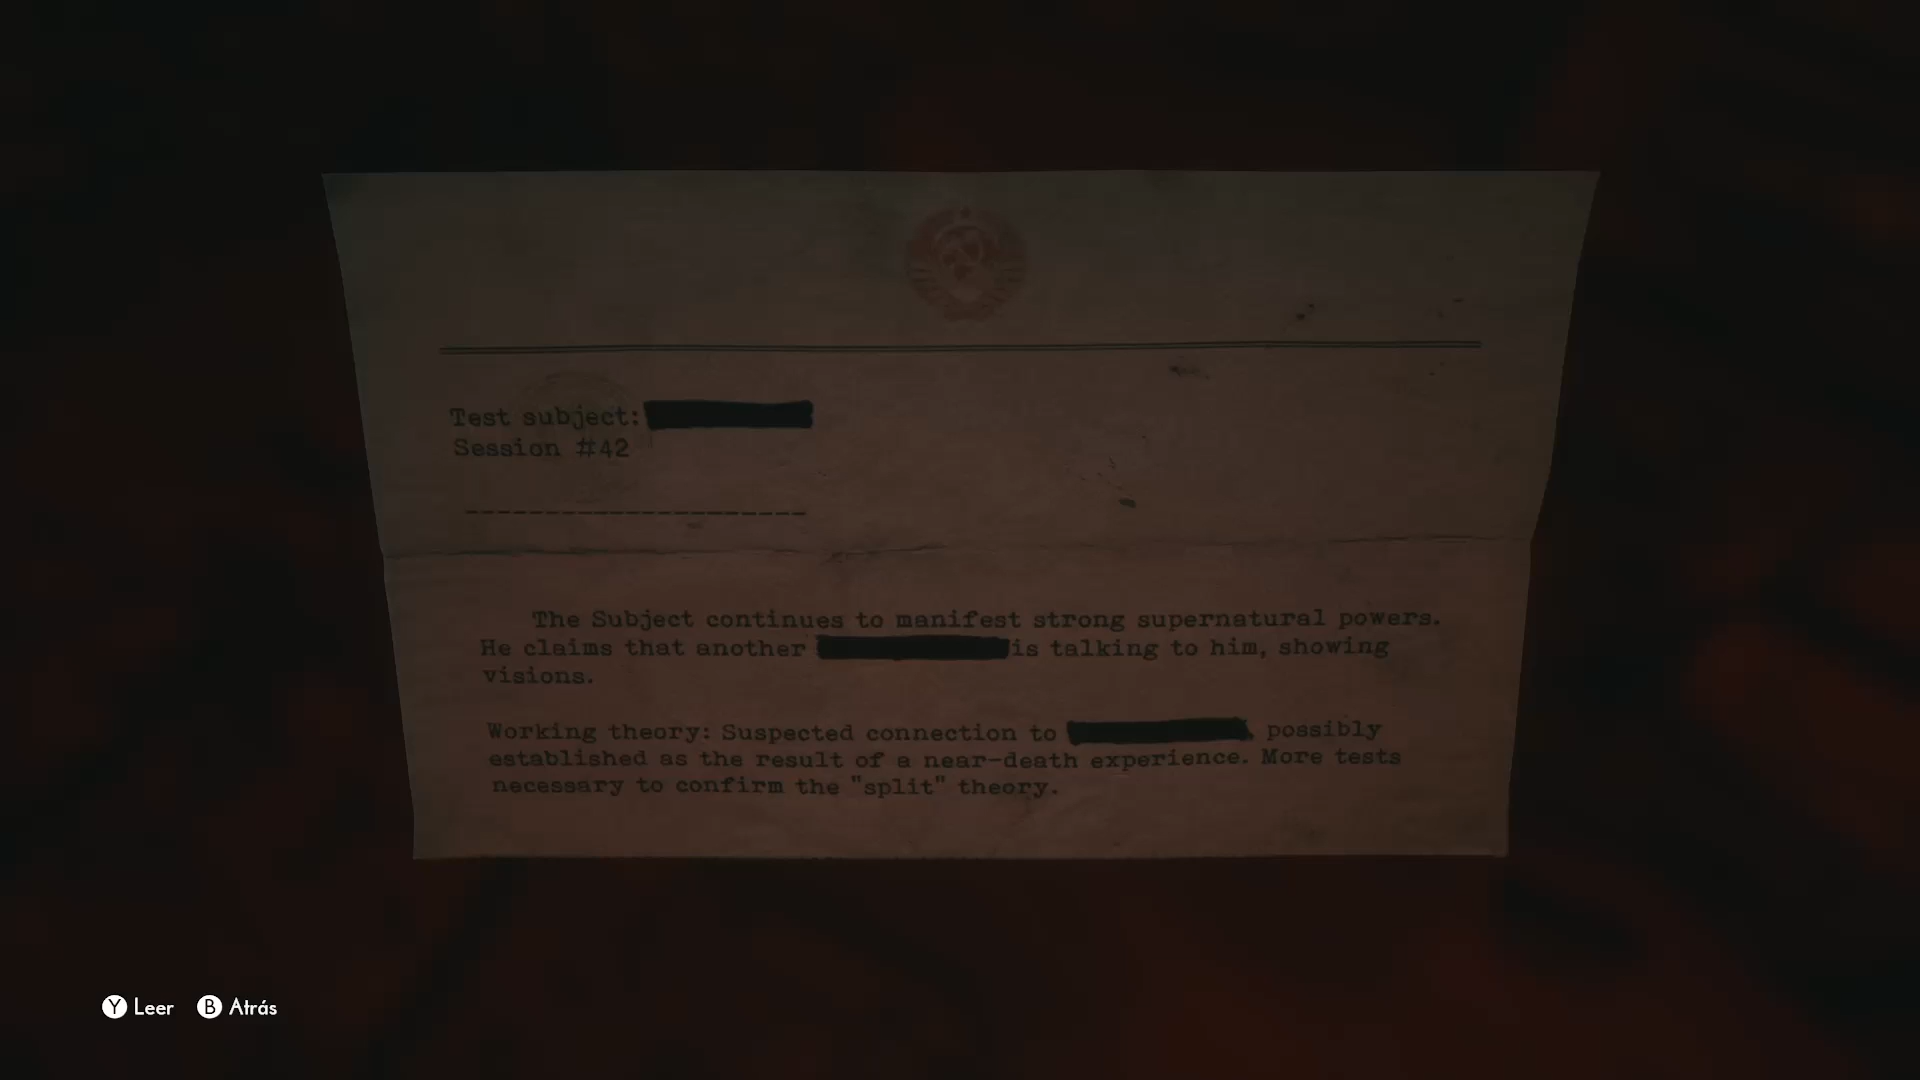 Test subject:
Session #42
The Subject continues to manifest strong supernatural powers.
He claims that another is talking to him, showing
visions.
Working theory: Suspected connection to possibly
established as the result of a near-death experience. More tests
necessary to confirm the "split" theory.
Y Leer B Atrás